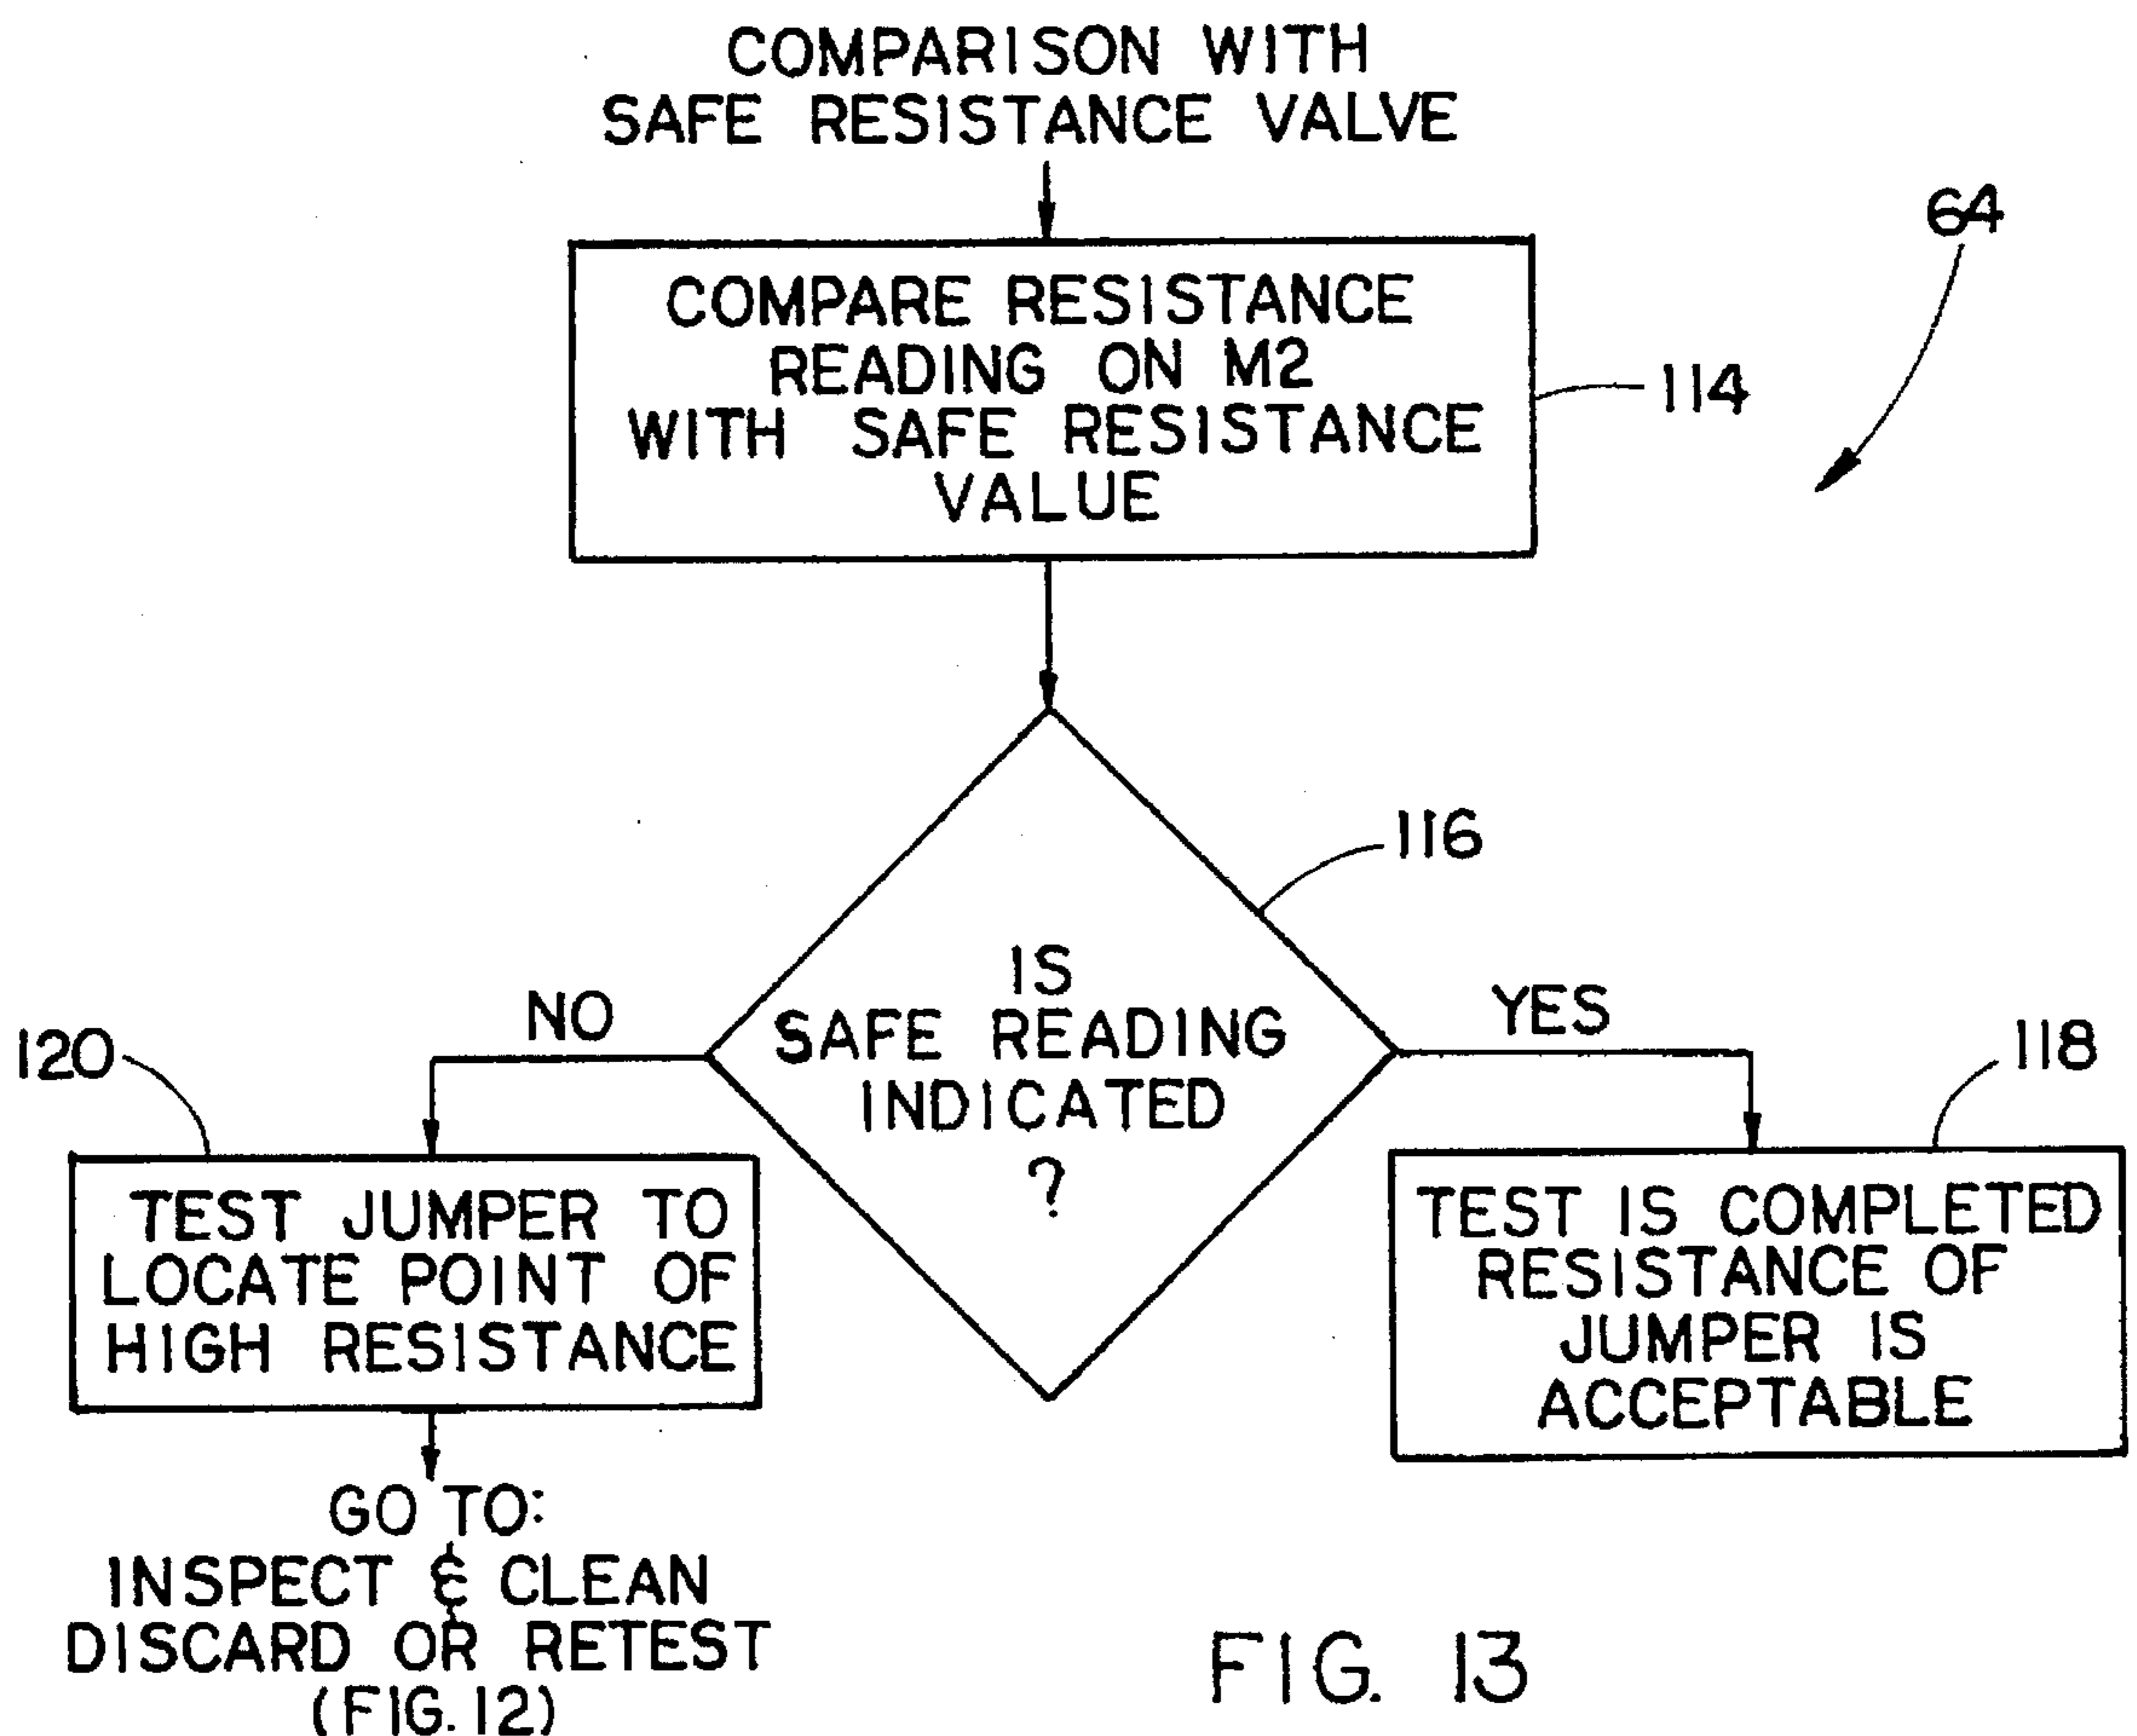 COMPARISON WITH
SAFE RESISTANCE VALVE
64
COMPARE RESISTANCE
READING ON M2
WITH SAFE RESISTANCE
VALUE
114
116
IS
SAFE READING
INDICATED
?
NO
YES
120
118
TEST JUMPER TO
LOCATE POINT OF
HIGH RESISTANCE
TEST IS COMPLETED
RESISTANCE OF
JUMPER IS
ACCEPTABLE
GO TO:
INSPECT & CLEAN
DISCARD OR RETEST
(FIG. 12)
FIG. 13